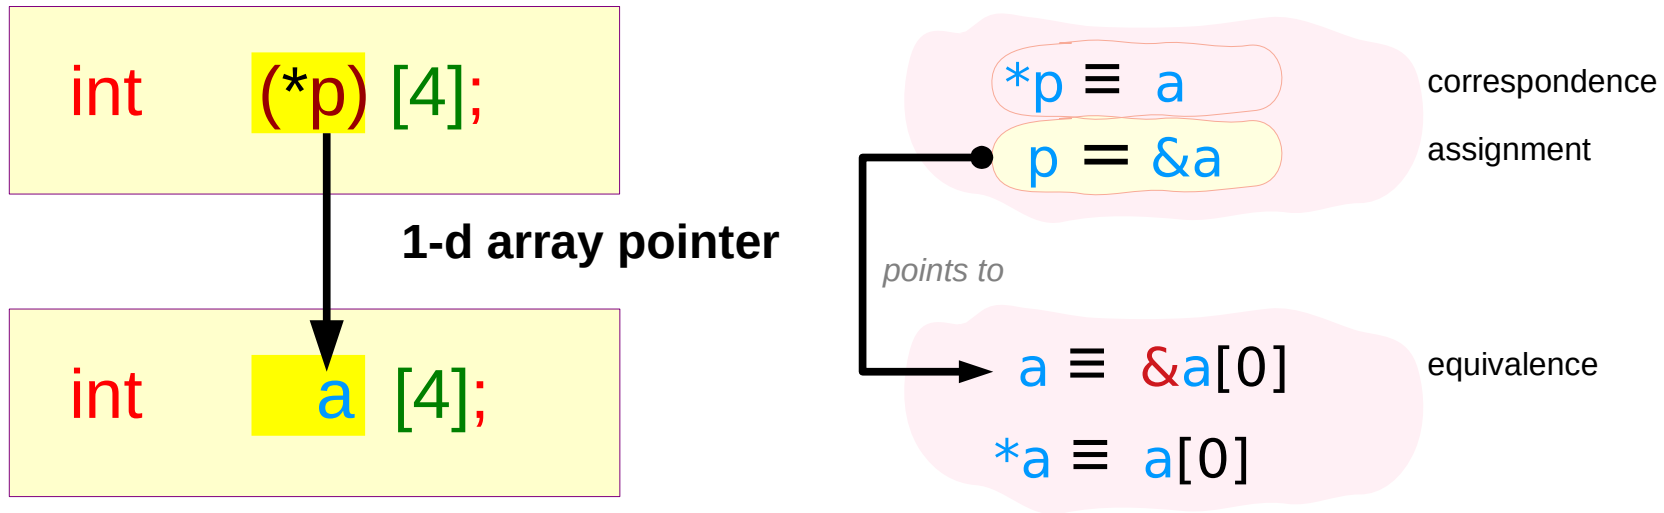 int (*p) [4];
1-d array pointer
int a [4];
*p ≡ a correspondence
p = &a assignment
points to
a ≡ &a[0] equivalence
*a ≡ a[0]